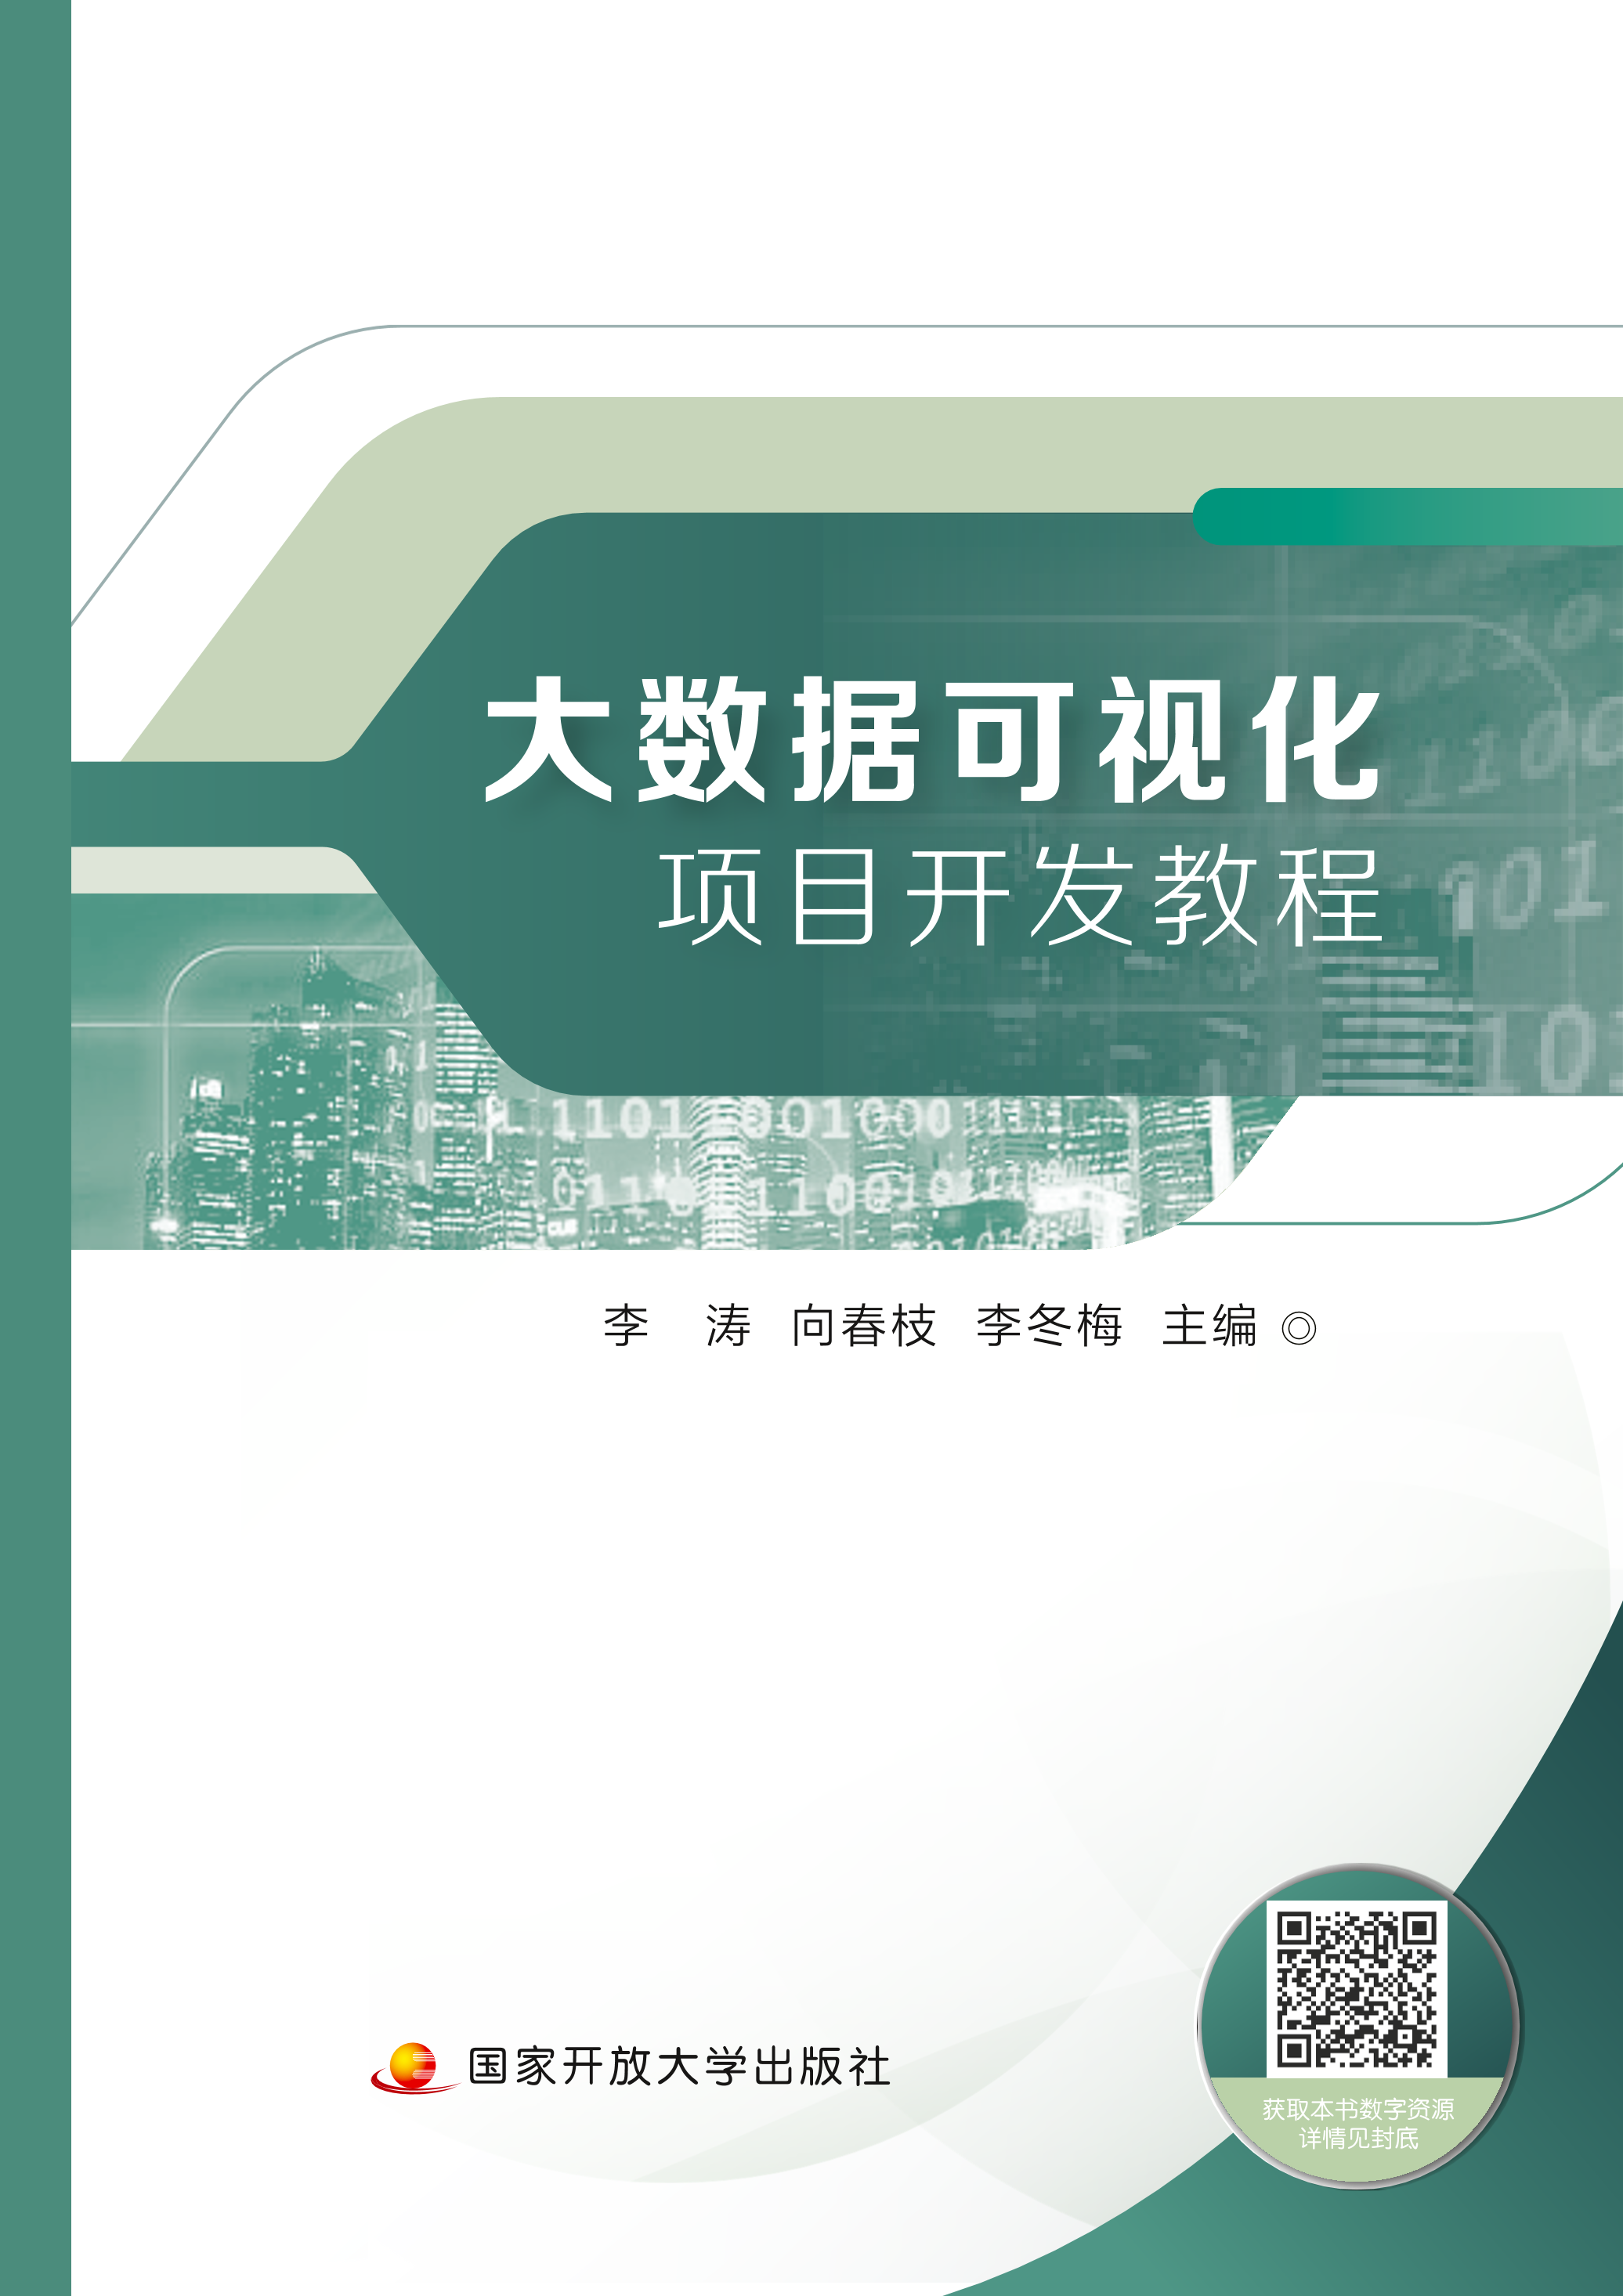 大数据可视化
项目开发教程
1101 001000111
李 涛 向春枝 李冬梅 主编 ◎
国家开放大学出版社
获取本书数字资源
详情见封底